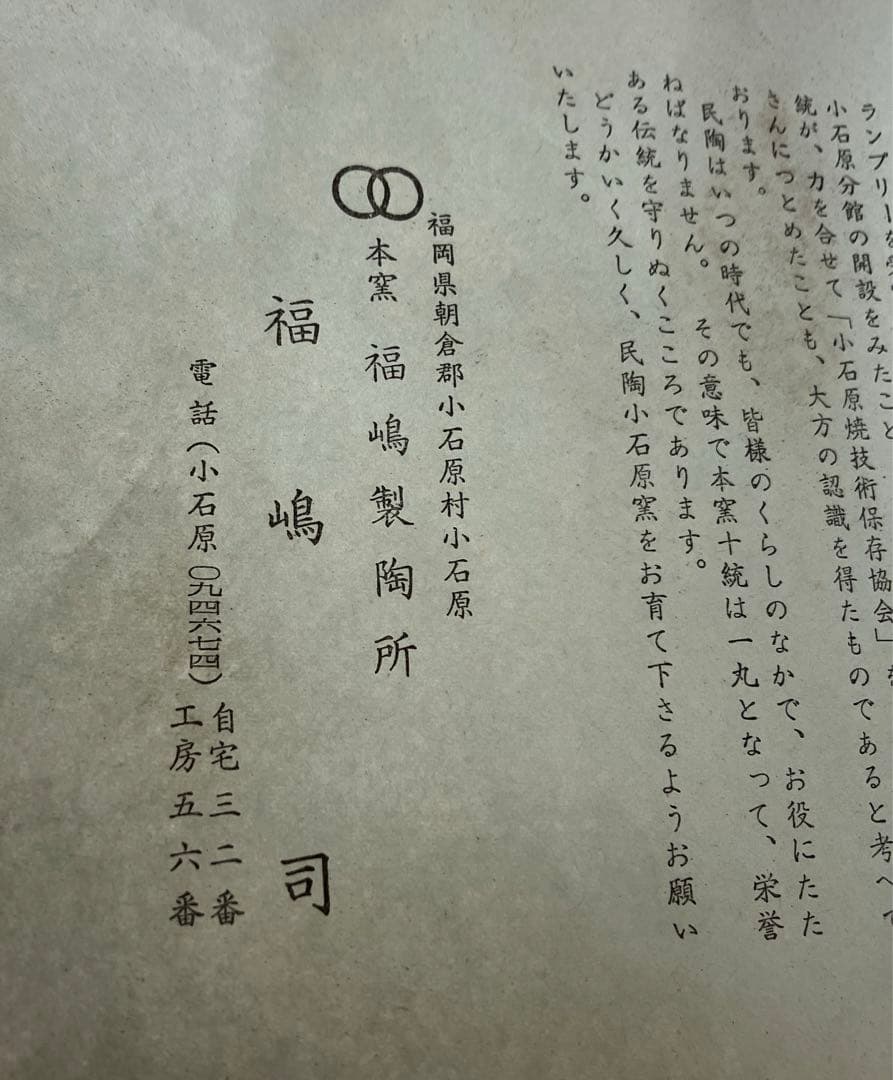 ランプリーを
小石原分館の開設をみたこと
統が、力を合せて「小石原焼技術保存協会」を
さんにつとめたことも、大方の認識を得たものであると考へて
おります。
民陶はいつの時代でも、皆様のくらしのなかで、お役にたた
ねばなりません。その意味で本窯十統は一丸となって、栄誉
ある伝統を守りぬくこころであります。
どうかいく久しく、民陶小石原窯をお育て下さるようお願い
いたします。
福岡県朝倉郡小石原村小石原
本窯 福嶋製陶所
福嶋 司
電話(小石原〇九四六七四)
自宅三二番
工房五六番